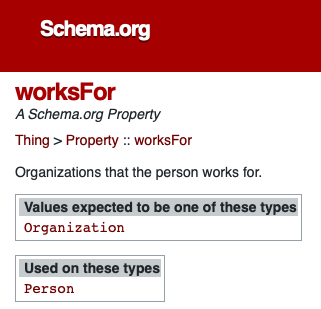 Schema.org
worksFor
A Schema.org Property
Thing > Property :: worksFor
Organizations that the person works for.
Values expected to be one of these types
Organization
Used on these types
Person